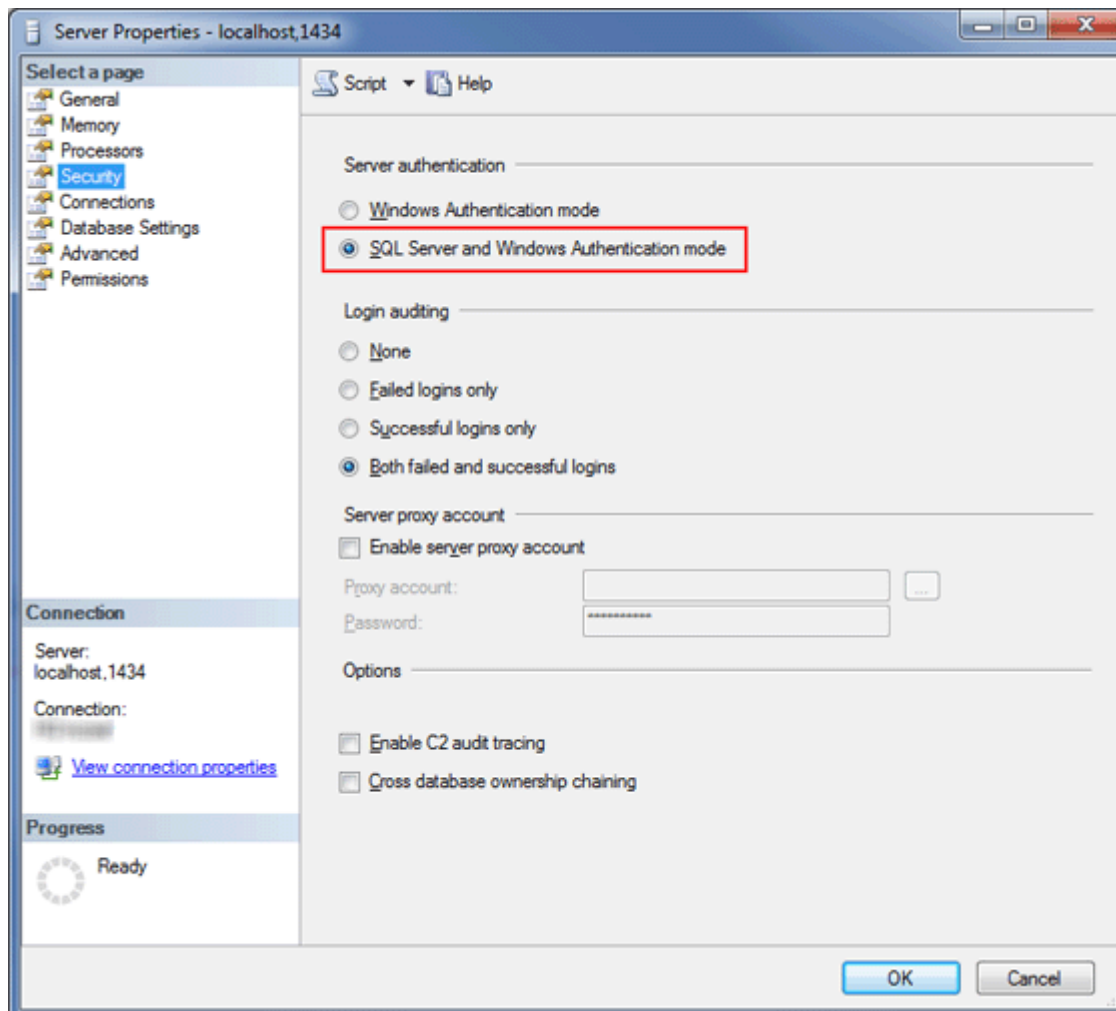 Server Properties - localhost,1434
Select a page
General
Memory
Processors
Security
Connections
Database Settings
Advanced
Permissions
Script
Help
Server authentication
Windows Authentication mode
SQL Server and Windows Authentication mode
Login auditing
None
Failed logins only
Successful logins only
Both failed and successful logins
Server proxy account
Enable server proxy account
Proxy account:
...
Password:
**********
Options
Enable C2 audit tracing
Cross database ownership chaining
Connection
Server:
localhost,1434
Connection:
View connection properties
Progress
Ready
OK
Cancel